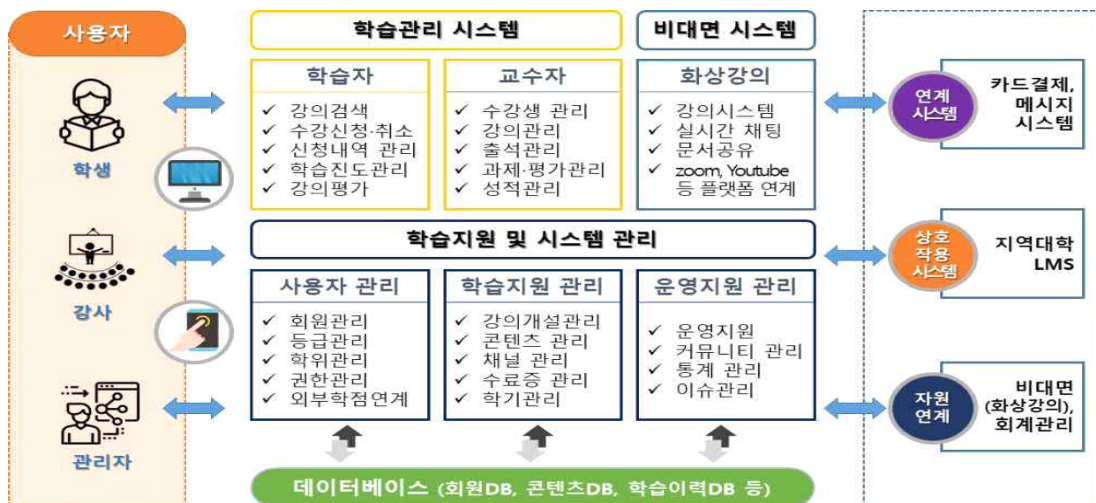 사용자
학생
강사
관리자
학습관리 시스템
학습자
✓ 강의검색
✓ 수강신청·취소
✓ 신청내역 관리
✓ 학습진도관리
✓ 강의평가
교수자
✓ 수강생 관리
✓ 강의관리
✓ 출석관리
✓ 과제·평가관리
✓ 성적관리
비대면 시스템
화상강의
✓ 강의시스템
✓ 실시간 채팅
✓ 문서공유
✓ zoom, Youtube
등 플랫폼 연계
학습지원 및 시스템 관리
사용자 관리
✓ 회원관리
✓ 등급관리
✓ 학위관리
✓ 권한관리
✓ 외부학점연계
학습지원 관리
✓ 강의개설관리
✓ 콘텐츠 관리
✓ 채널 관리
✓ 수료증 관리
✓ 학기관리
운영지원 관리
✓ 운영지원
✓ 커뮤니티 관리
✓ 통계 관리
✓ 이슈관리
데이터베이스 (회원DB, 콘텐츠DB, 학습이력DB 등)
연계
시스템
카드결제,
메시지
시스템
상호
작용
시스템
지역대학
LMS
자원
연계
비대면
(화상강의),
회계관리